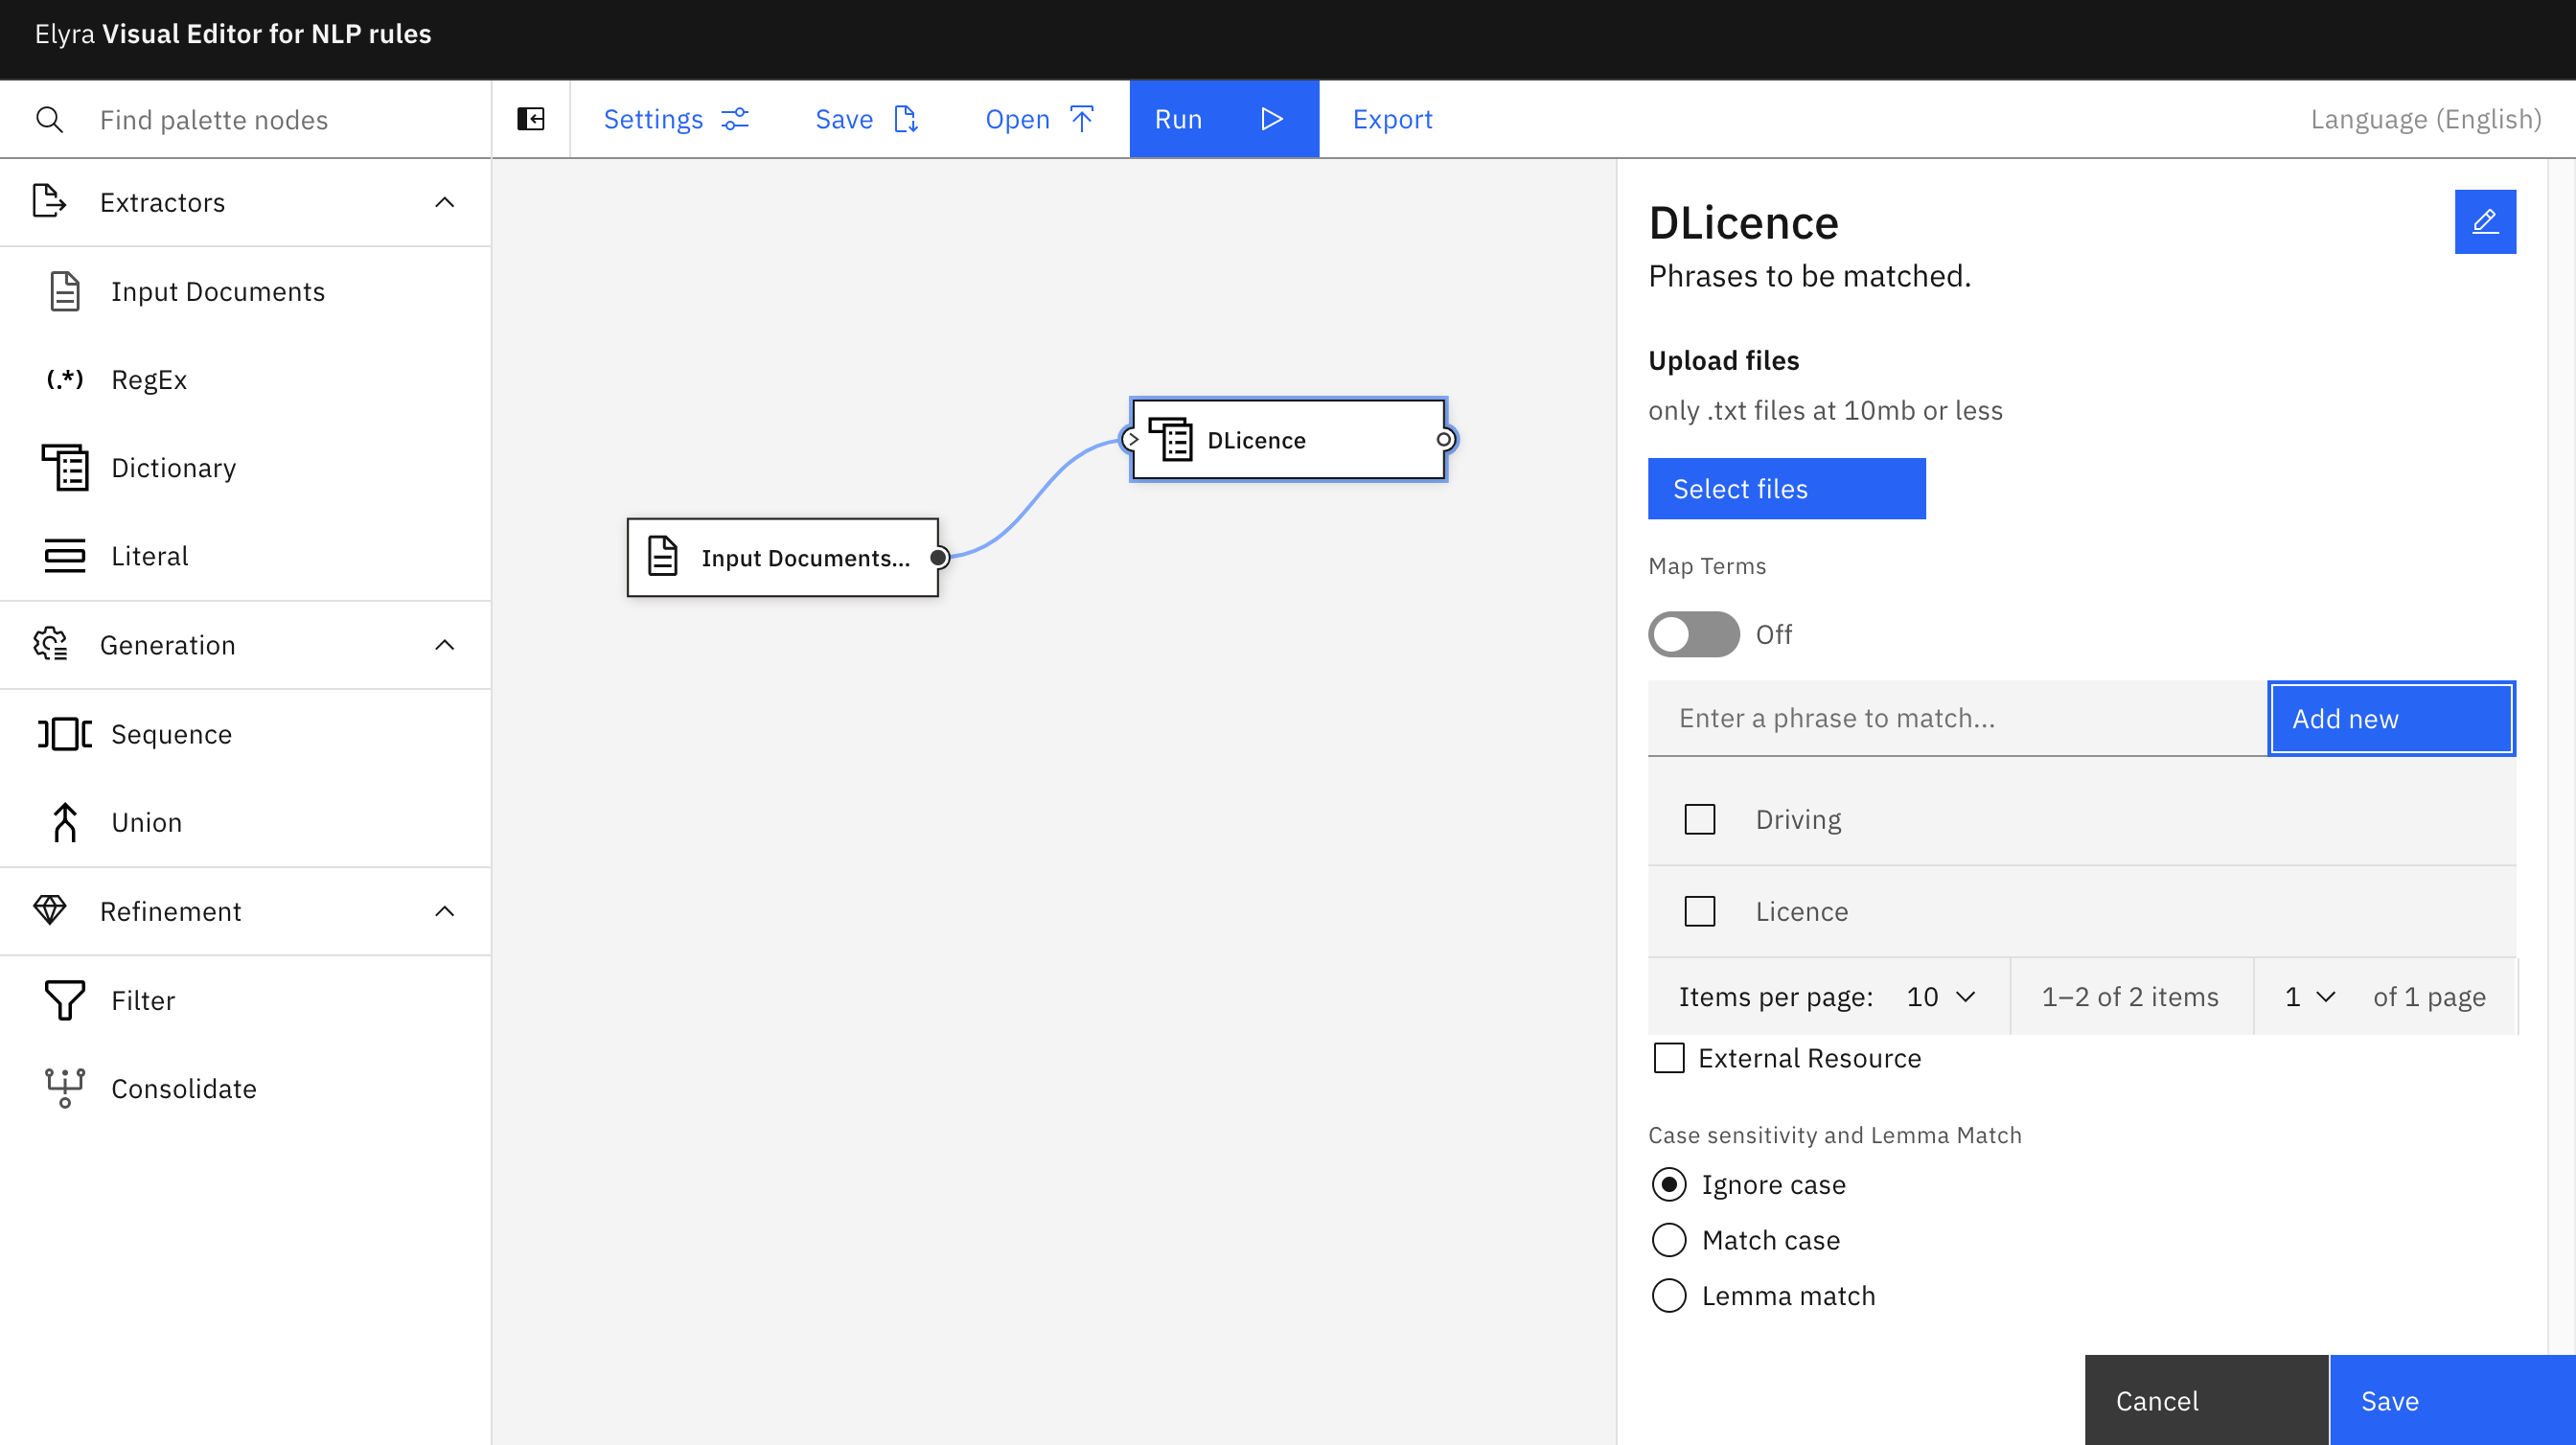 Elyra Visual Editor for NLP rules
Find palette nodes
Settings
Save
Open
Run
Export
Language (English)
Extractors
Input Documents
(.*) RegEx
Dictionary
Literal
Generation
Sequence
Union
Refinement
Filter
Consolidate
Input Documents...
DLicence
DLicence
Phrases to be matched.
Upload files
only .txt files at 10mb or less
Select files
Map Terms
Off
Enter a phrase to match...
Add new
Driving
Licence
Items per page: 10 1–2 of 2 items 1 of 1 page
External Resource
Case sensitivity and Lemma Match
Ignore case
Match case
Lemma match
Cancel
Save